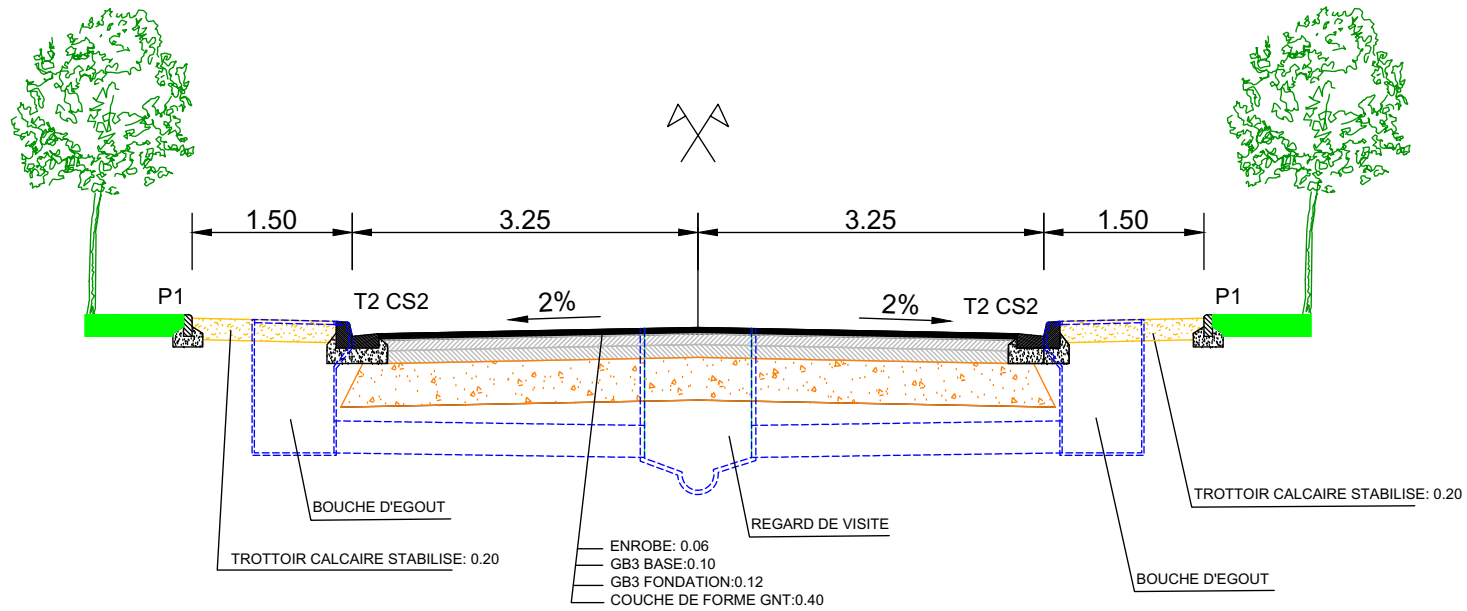 1.50
3.25
3.25
1.50
P1
T2 CS2
2%
2%
T2 CS2
P1
BOUCHE D'EGOUT
TROTTOIR CALCAIRE STABILISE: 0.20
ENROBE: 0.06
GB3 BASE:0.10
GB3 FONDATION:0.12
COUCHE DE FORME GNT:0.40
REGARD DE VISITE
TROTTOIR CALCAIRE STABILISE: 0.20
BOUCHE D'EGOUT